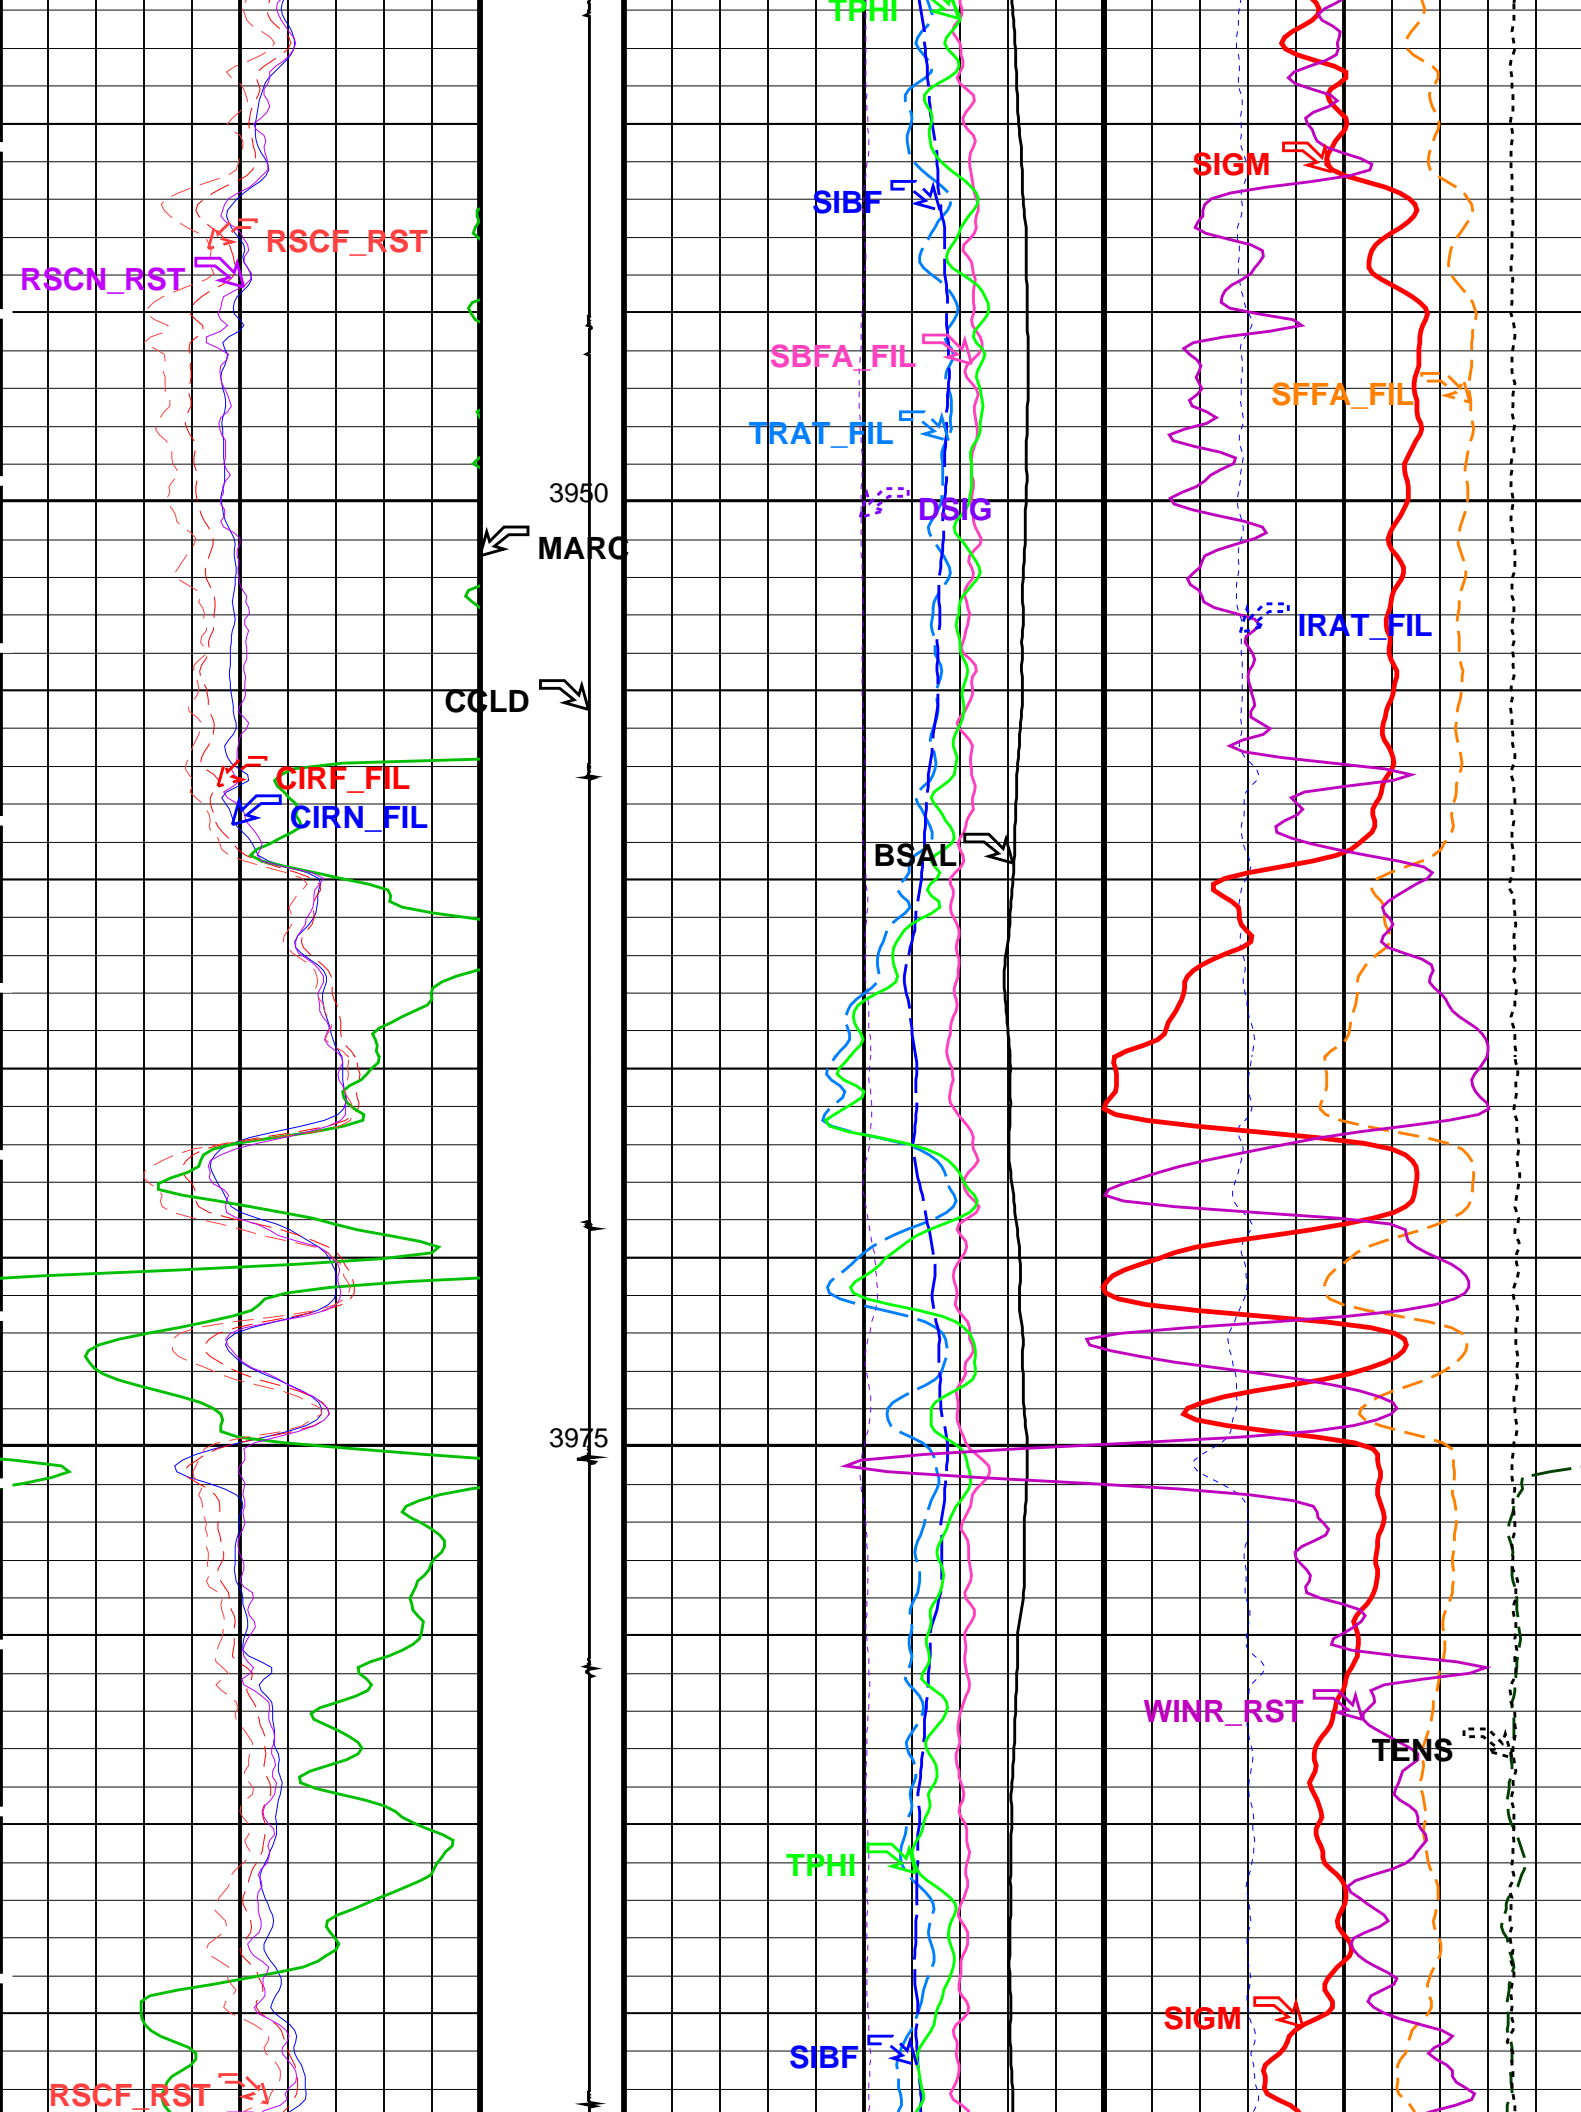 TPHI
SIGM
SIBF
RSCF_RST
RSCN_RST
SBFA_FIL
SFFA_FIL
TRAT_FIL
3950
DSIG
MARC
IRAT_FIL
CCLD
CIRF_FIL
CIRN_FIL
BSAL
3975
WINR_RST
TENS
TPHI
SIGM
SIBF
RSCF_RST